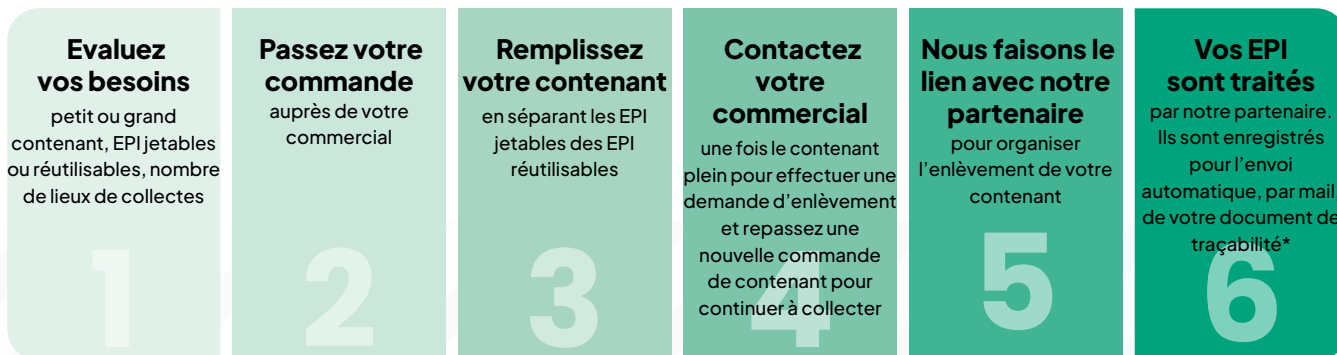 Evaluez
vos besoins
petit ou grand
contenant, EPI jetables
ou réutilisables, nombre
de lieux de collectes
1
Passez votre
commande
auprès de votre
commercial
2
Remplissez
votre contenant
en séparant les EPI
jetables des EPI
réutilisables
3
Contactez
votre
commercial
une fois le contenant
plein pour effectuer une
demande d’enlèvement
et repassez une
nouvelle commande
de contenant pour
continuer à collecter
4
Nous faisons le
lien avec notre
partenaire
pour organiser
l’enlèvement de votre
contenant
5
Vos EPI
sont traités
par notre partenaire.
Ils sont enregistrés
pour l’envoi
automatique, par mail
de votre document de
traçabilité*
6